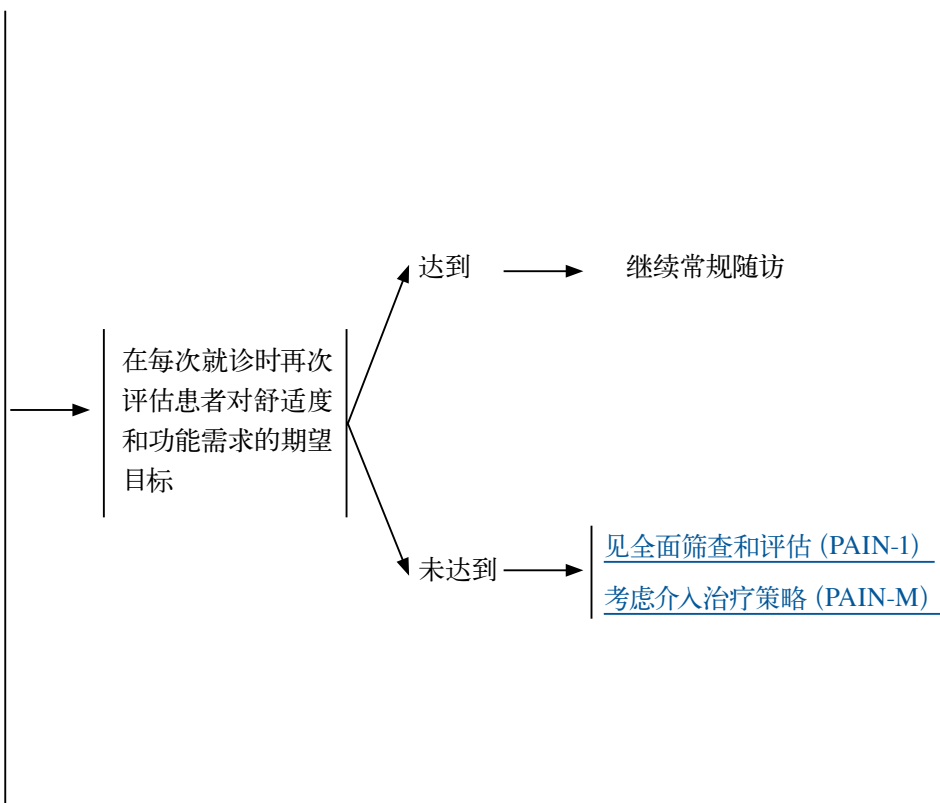 达到
继续常规随访
在每次就诊时再次
评估患者对舒适度
和功能需求的期望
目标
未达到
见全面筛查和评估 (PAIN-1)
考虑介入治疗策略 (PAIN-M)